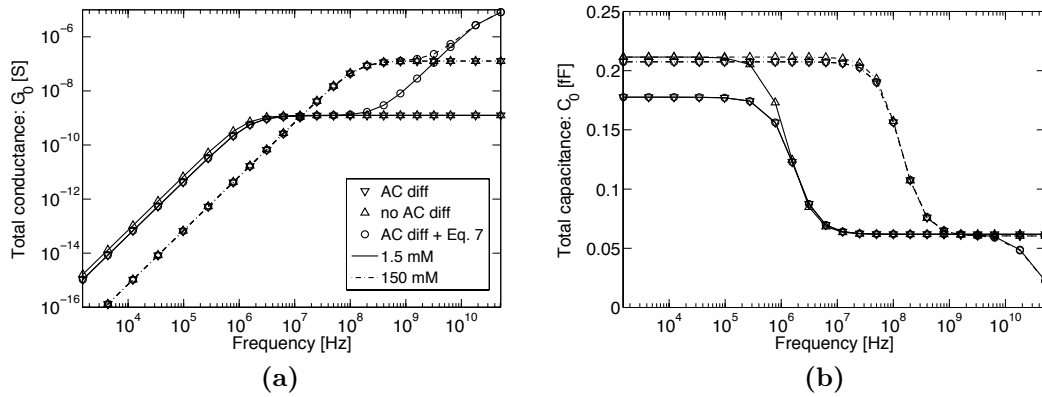 10^-6
10^-8
10^-10
10^-12
10^-14
10^-16
Total conductance: G_0 [S]
10^4 10^5 10^6 10^7 10^8 10^9 10^10
Frequency [Hz]
AC diff
no AC diff
AC diff + Eq. 7
1.5 mM
150 mM
(a)
0.25
0.20
0.15
0.10
0.05
0
Total capacitance: C_0 [fF]
10^4 10^5 10^6 10^7 10^8 10^9 10^10
Frequency [Hz]
(b)